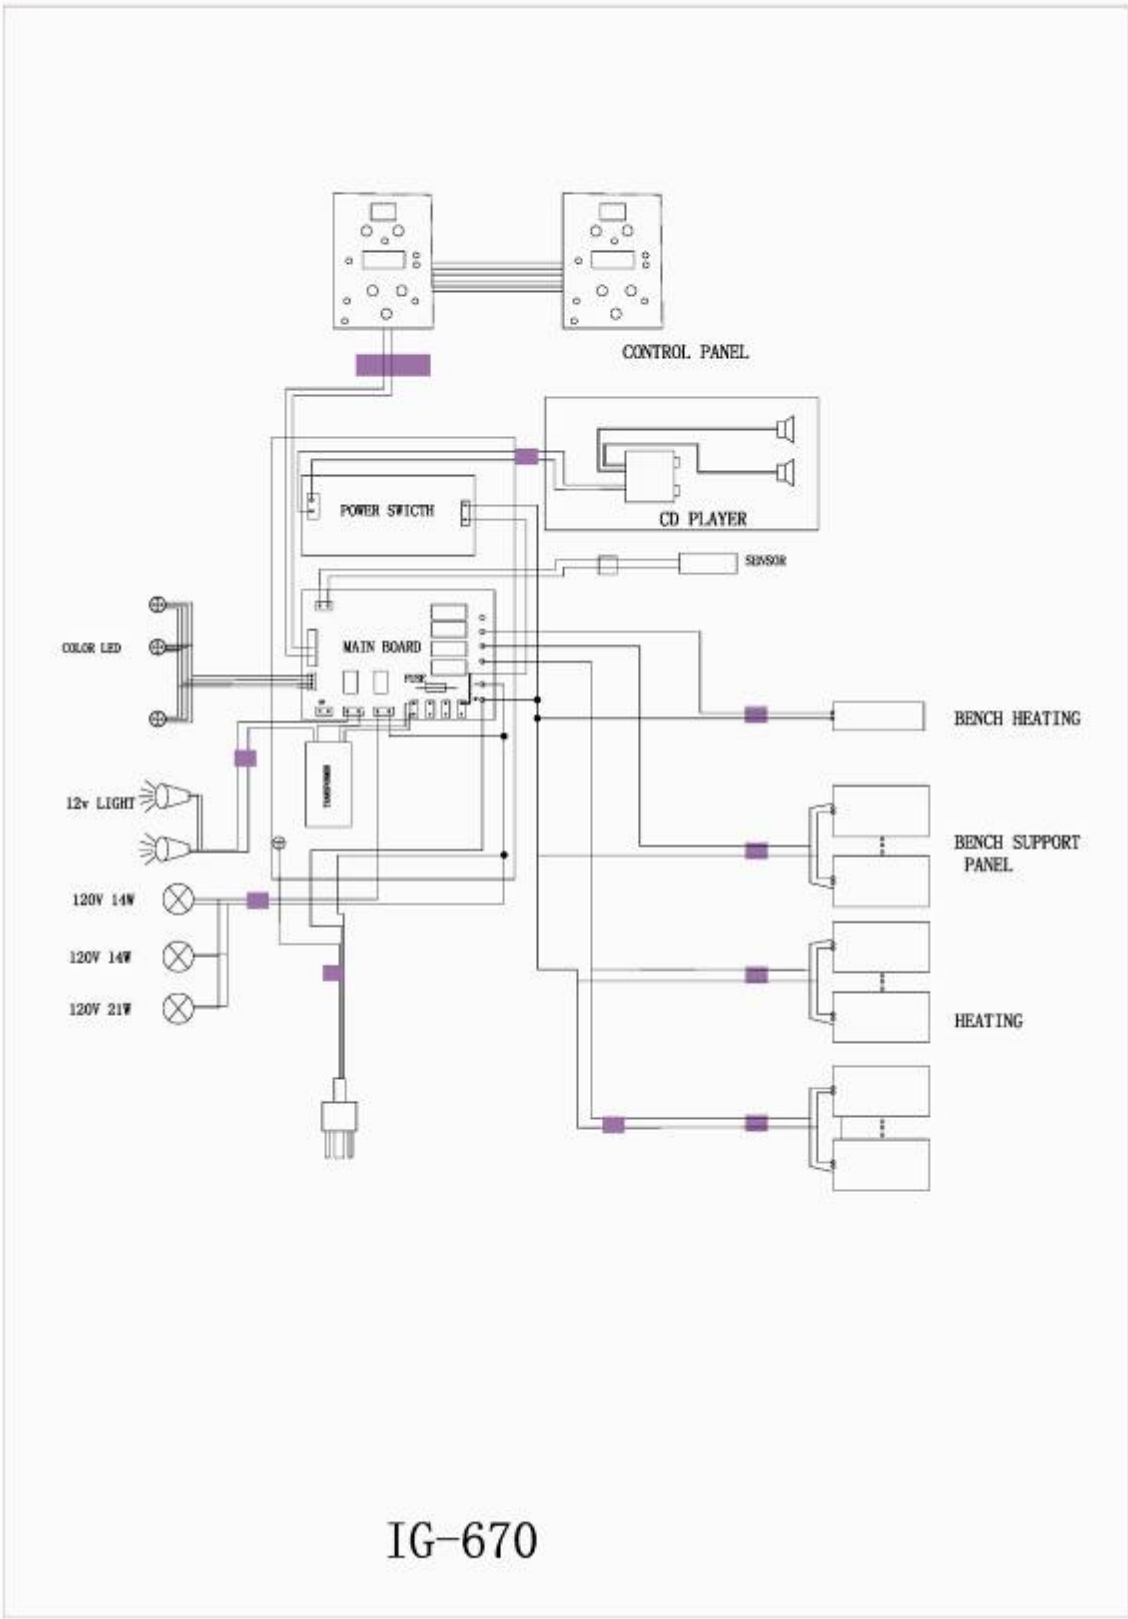 CONTROL PANEL
POWER SWICTH
CD PLAYER
SENSOR
COLOR LED
MAIN BOARD
FUSE
BENCH HEATING
12v LIGHT
BENCH SUPPORT
PANEL
120V 14W
120V 14W
120V 21W
HEATING
IG-670